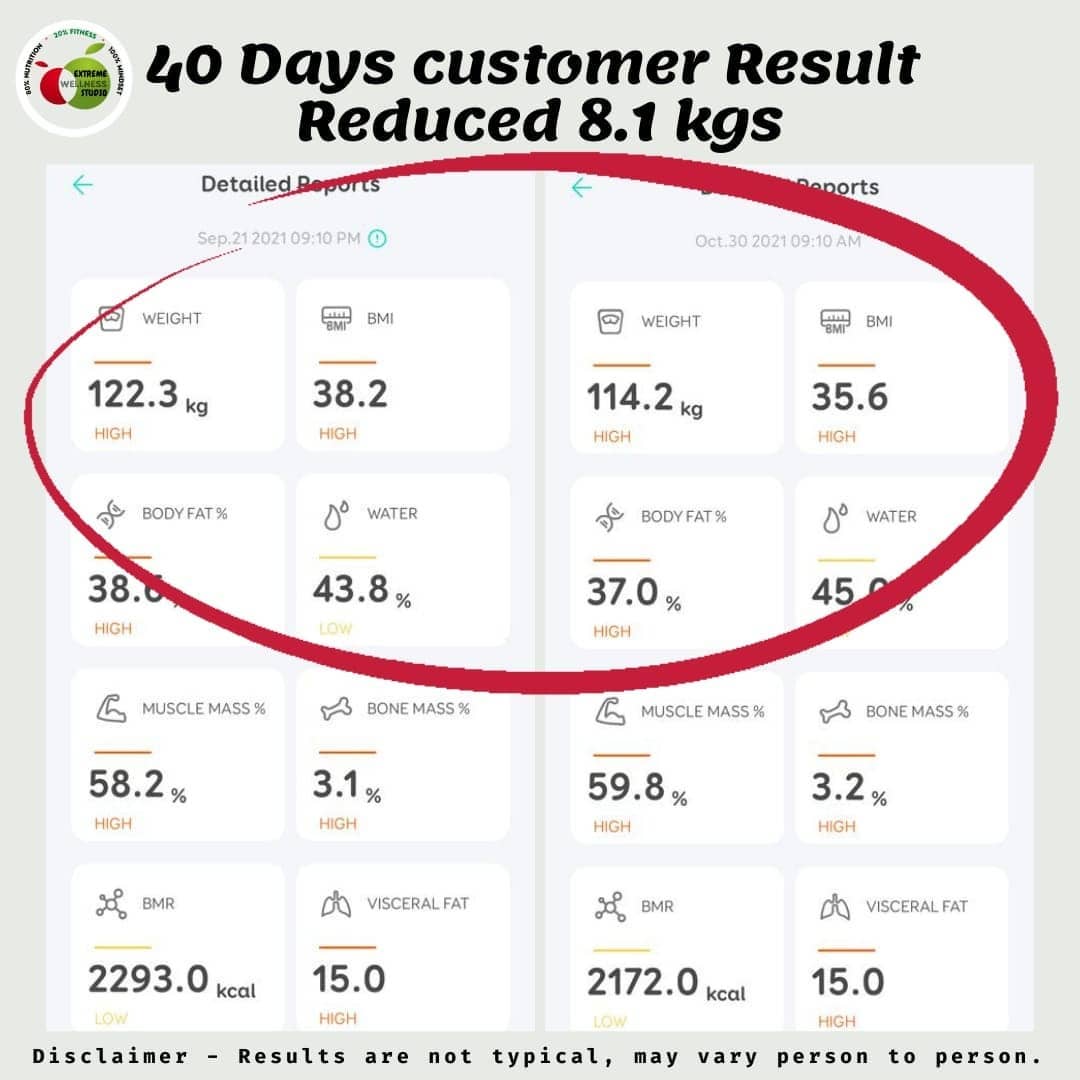 80% NUTRITION • 20% FITNESS • 100% MINDSET
EXTREME
WELLNESS
STUDIO
40 Days customer Result
Reduced 8.1 kgs
Detailed Reports
Sep.21 2021 09:10 PM
WEIGHT
122.3 kg
HIGH
BMI
BMI
38.2
HIGH
BODY FAT %
38.6 %
HIGH
WATER
43.8 %
LOW
MUSCLE MASS %
58.2 %
HIGH
BONE MASS %
3.1 %
HIGH
BMR
2293.0 kcal
LOW
VISCERAL FAT
15.0
HIGH
Reports
Oct.30 2021 09:10 AM
WEIGHT
114.2 kg
HIGH
BMI
BMI
35.6
HIGH
BODY FAT %
37.0 %
HIGH
WATER
45.0 %
MUSCLE MASS %
59.8 %
HIGH
BONE MASS %
3.2 %
HIGH
BMR
2172.0 kcal
LOW
VISCERAL FAT
15.0
HIGH
Disclaimer - Results are not typical, may vary person to person.